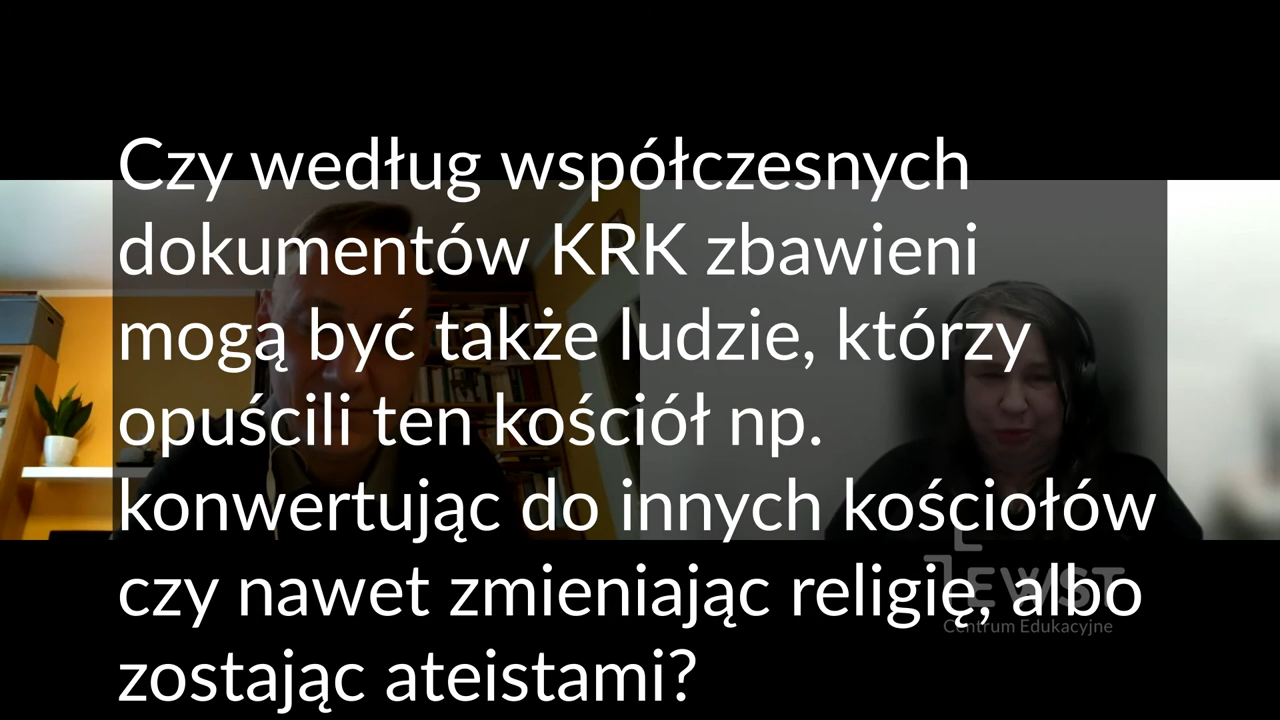 Czy według współczesnych
dokumentów KRK zbawieni
mogą być także ludzie, którzy
opuścili ten kościół np.
konwertując do innych kościołów
czy nawet zmieniając religię, albo
zostając ateistami?
EWST
Centrum Edukacyjne